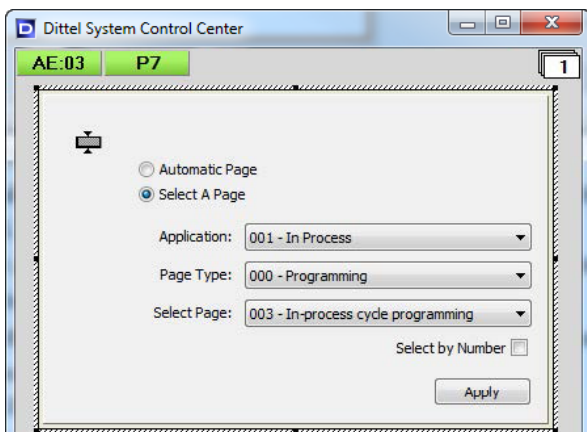 D Dittel System Control Center
AE:03 P7 1
Automatic Page
Select A Page
Application: 001 - In Process
Page Type: 000 - Programming
Select Page: 003 - In-process cycle programming
Select by Number
Apply